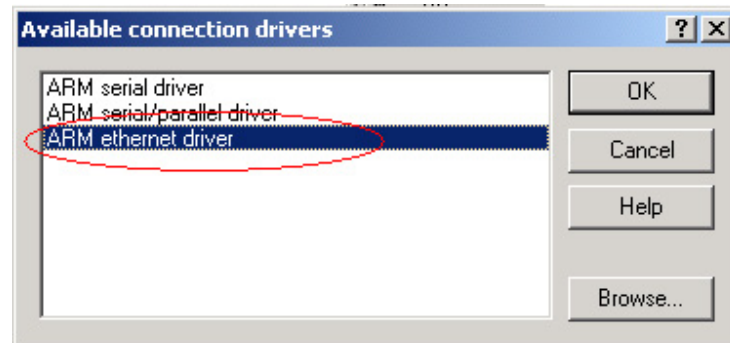 Available connection drivers
ARM serial driver
ARM serial/parallel driver
ARM ethernet driver
OK
Cancel
Help
Browse...